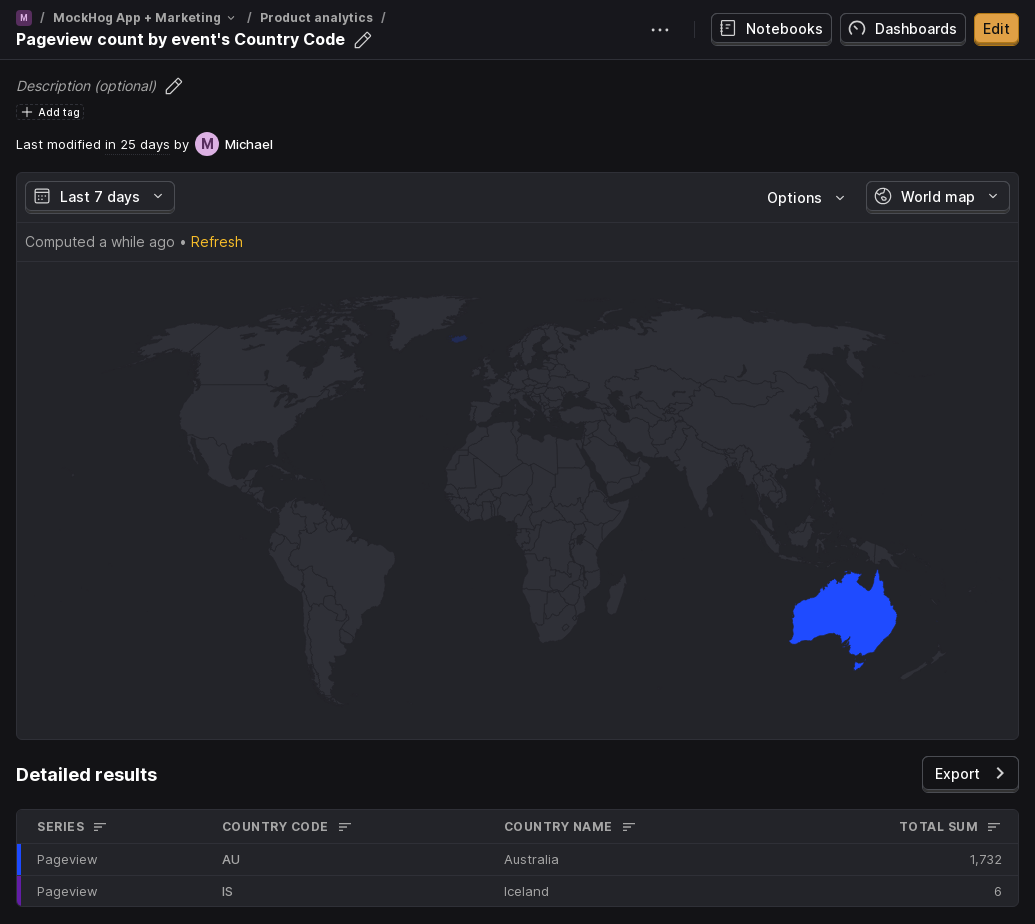 M / MockHog App + Marketing / Product analytics /
Pageview count by event's Country Code
Notebooks
Dashboards
Edit
Description (optional)
Add tag
Last modified in 25 days by M Michael
Last 7 days
Options
World map
Computed a while ago • Refresh
Detailed results
Export
SERIES COUNTRY CODE COUNTRY NAME TOTAL SUM
Pageview AU Australia 1,732
Pageview IS Iceland 6